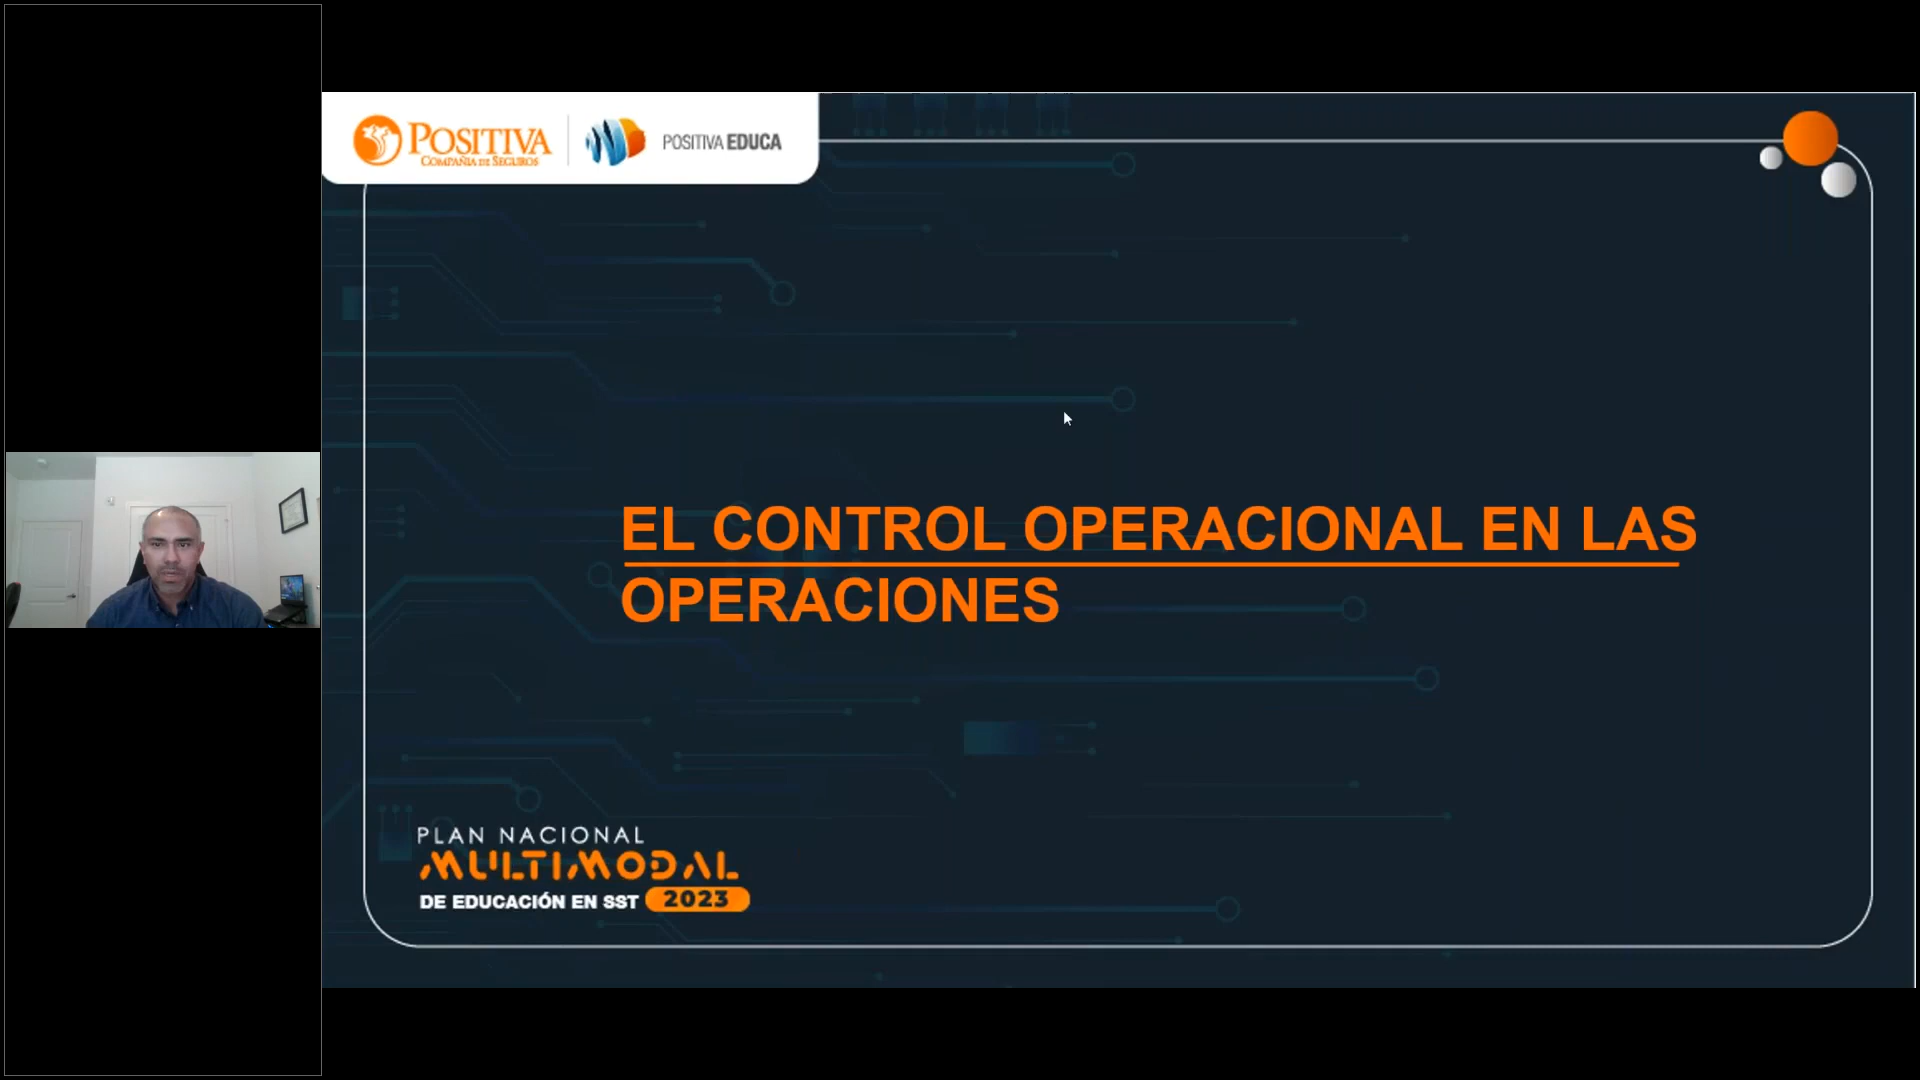 POSITIVA
COMPAÑIA DE SEGUROS
POSITIVA EDUCA
EL CONTROL OPERACIONAL EN LAS
OPERACIONES
PLAN NACIONAL
MULTIMODAL
DE EDUCACIÓN EN SST 2023